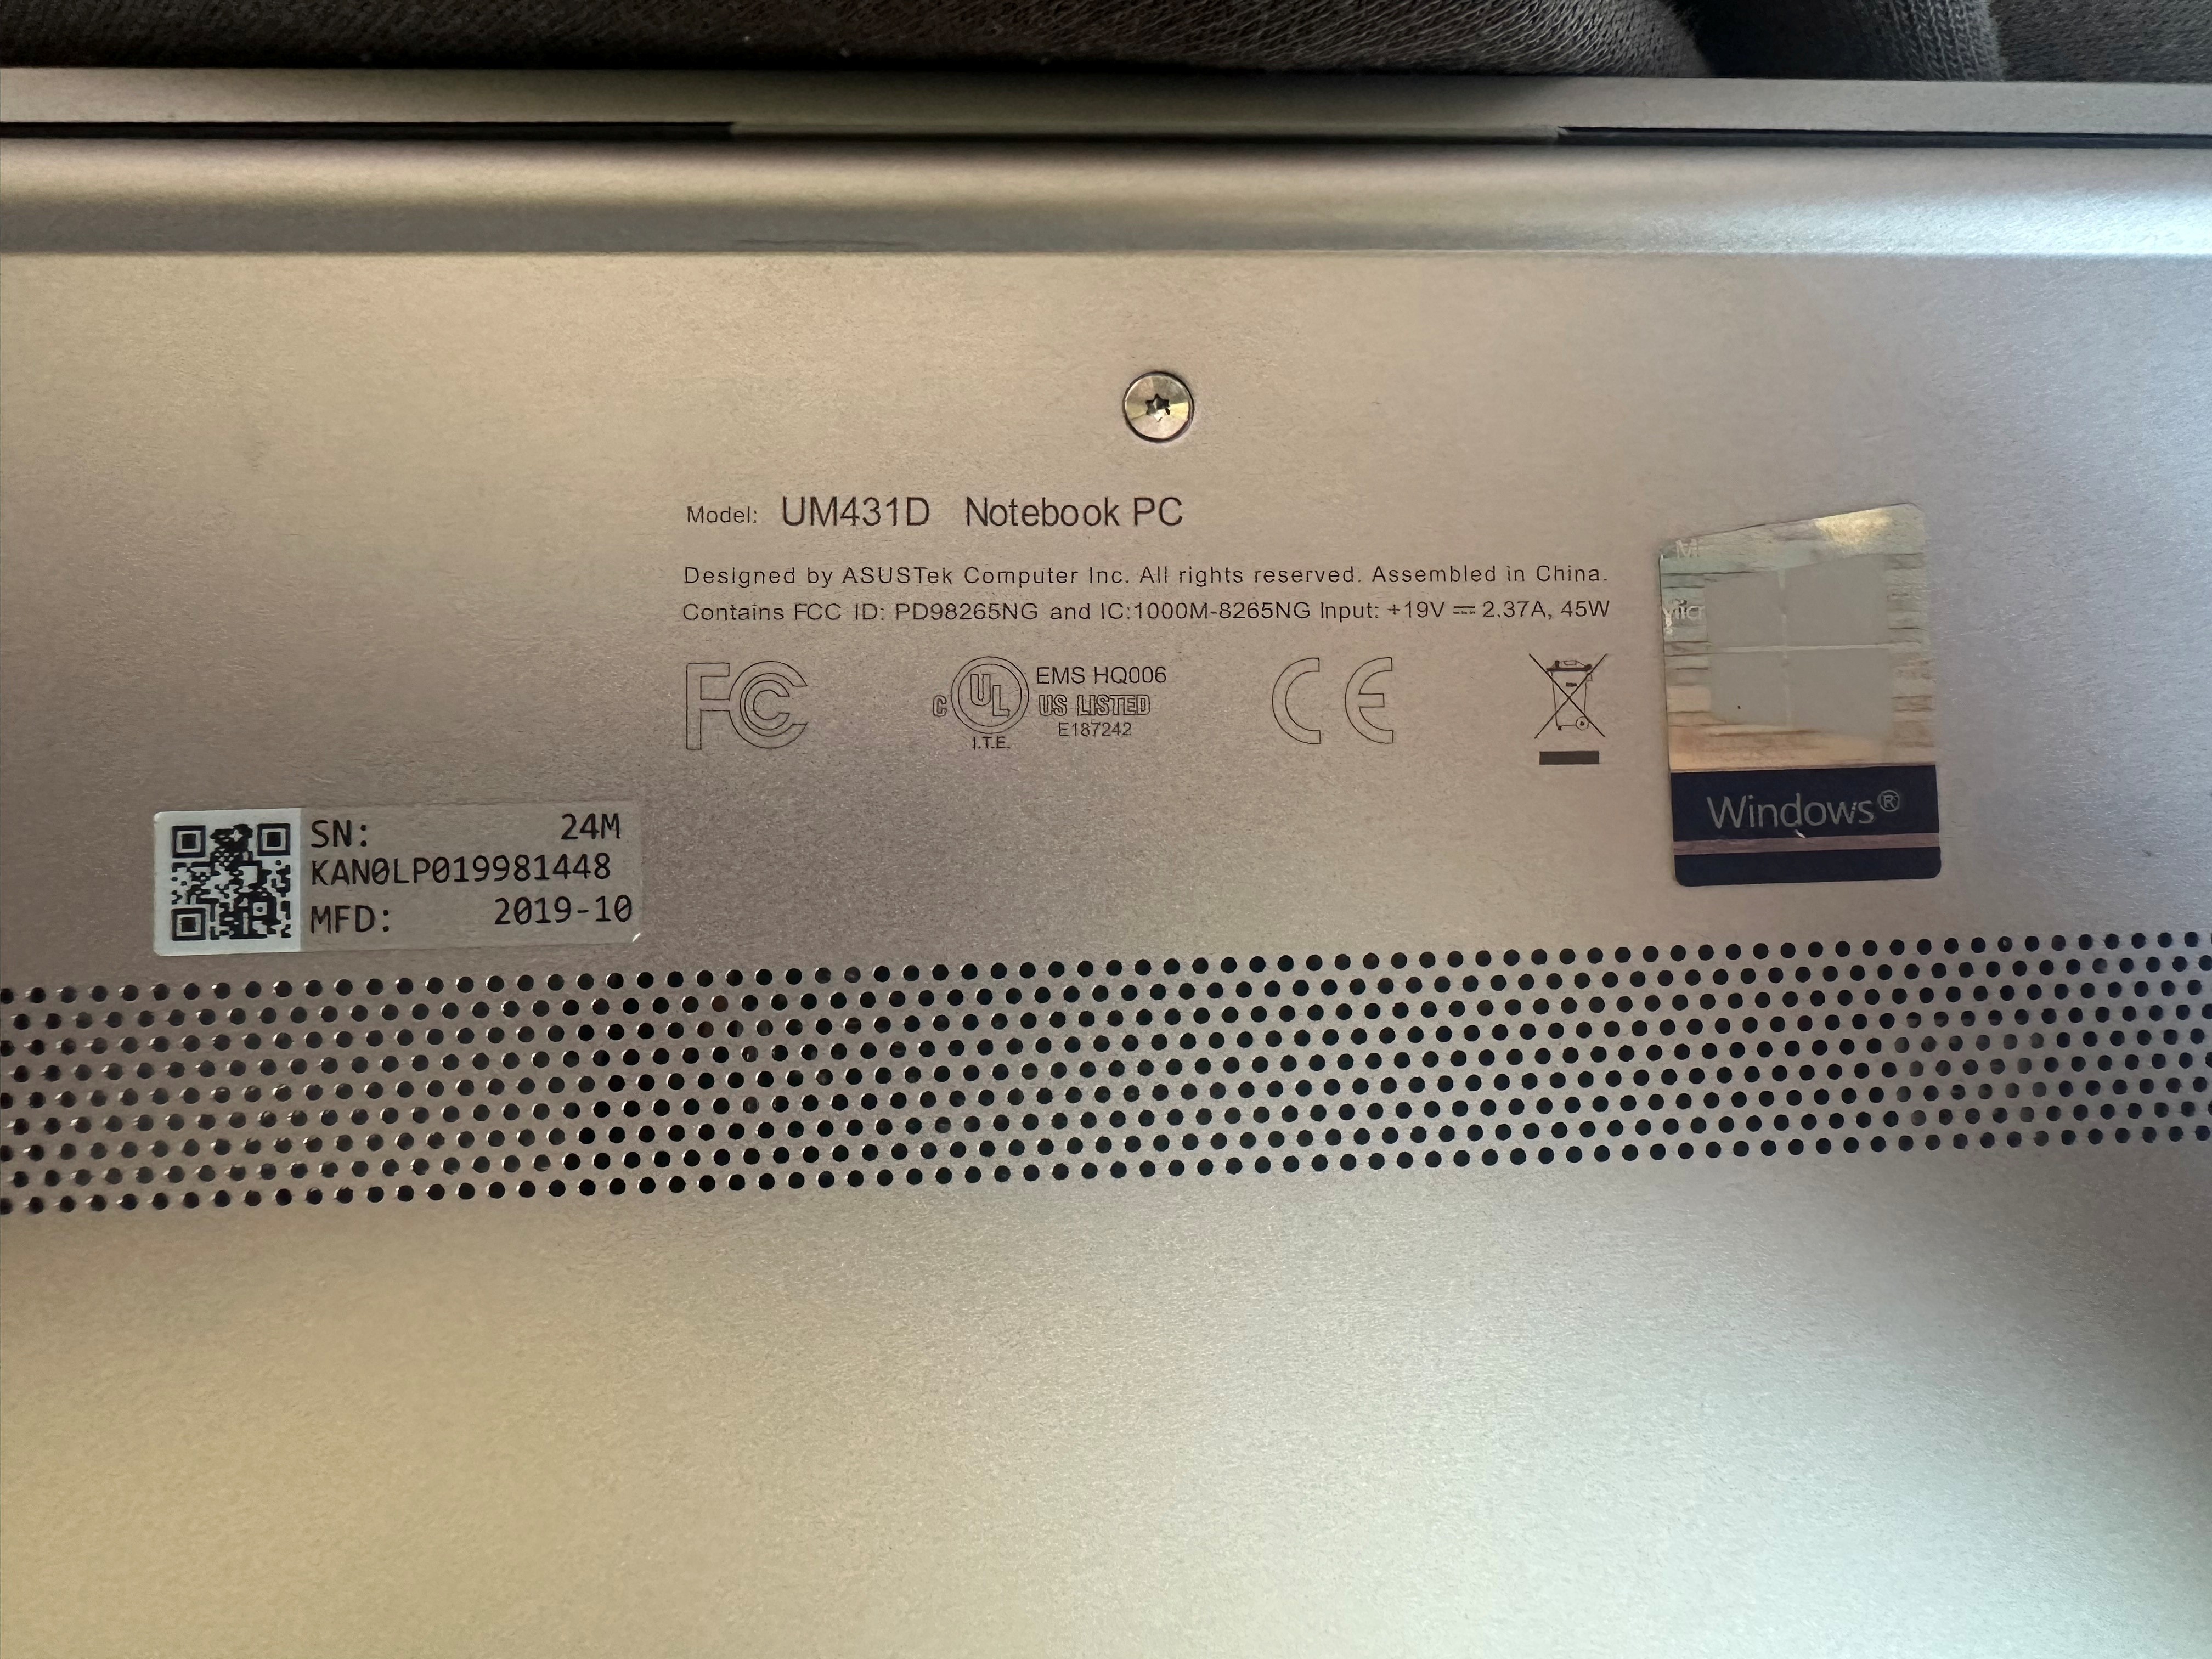 Model: UM431D Notebook PC
Designed by ASUSTek Computer Inc. All rights reserved. Assembled in China.
Contains FCC ID: PD98265NG and IC:1000M-8265NG Input: +19V ⎓ 2.37A, 45W
FC
C UL US LISTED
I.T.E.
EMS HQ006
E187242
CE
Windows®
SN: 24M
KAN0LP019981448
MFD: 2019-10